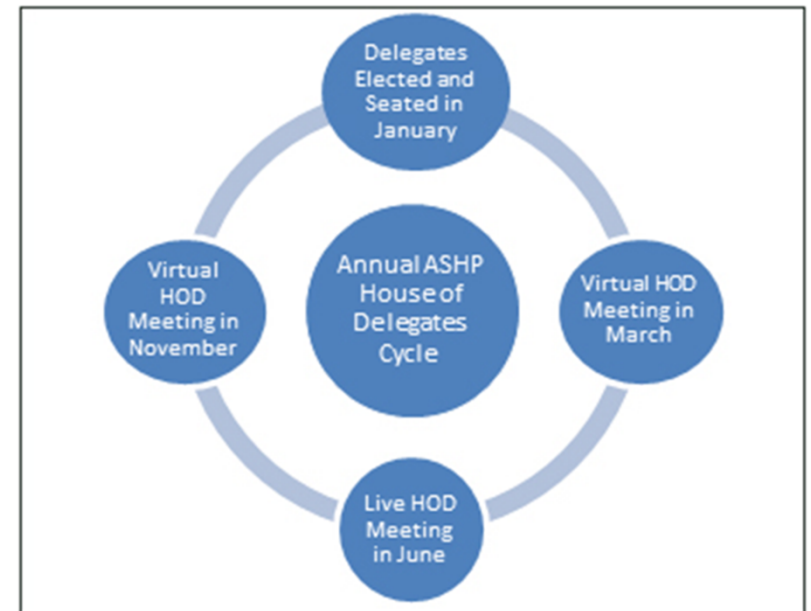 Delegates
Elected and
Seated in
January
Annual ASHP
House of
Delegates
Cycle
Virtual HOD
Meeting in
March
Live HOD
Meeting
in June
Virtual
HOD
Meeting in
November